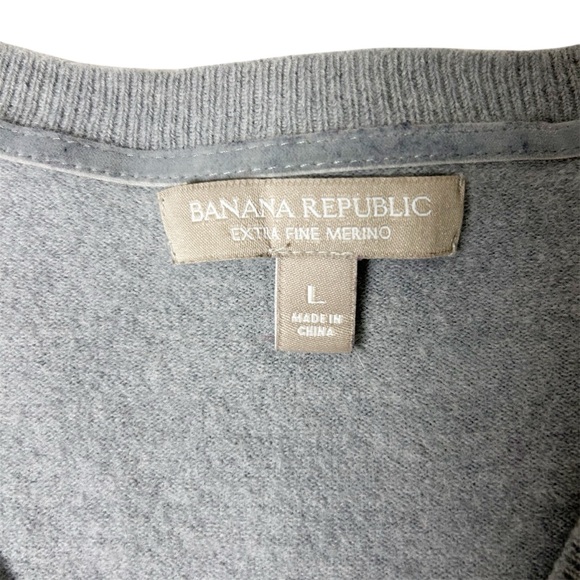 BANANA REPUBLIC
EXTRA FINE MERINO
L
MADE IN
CHINA